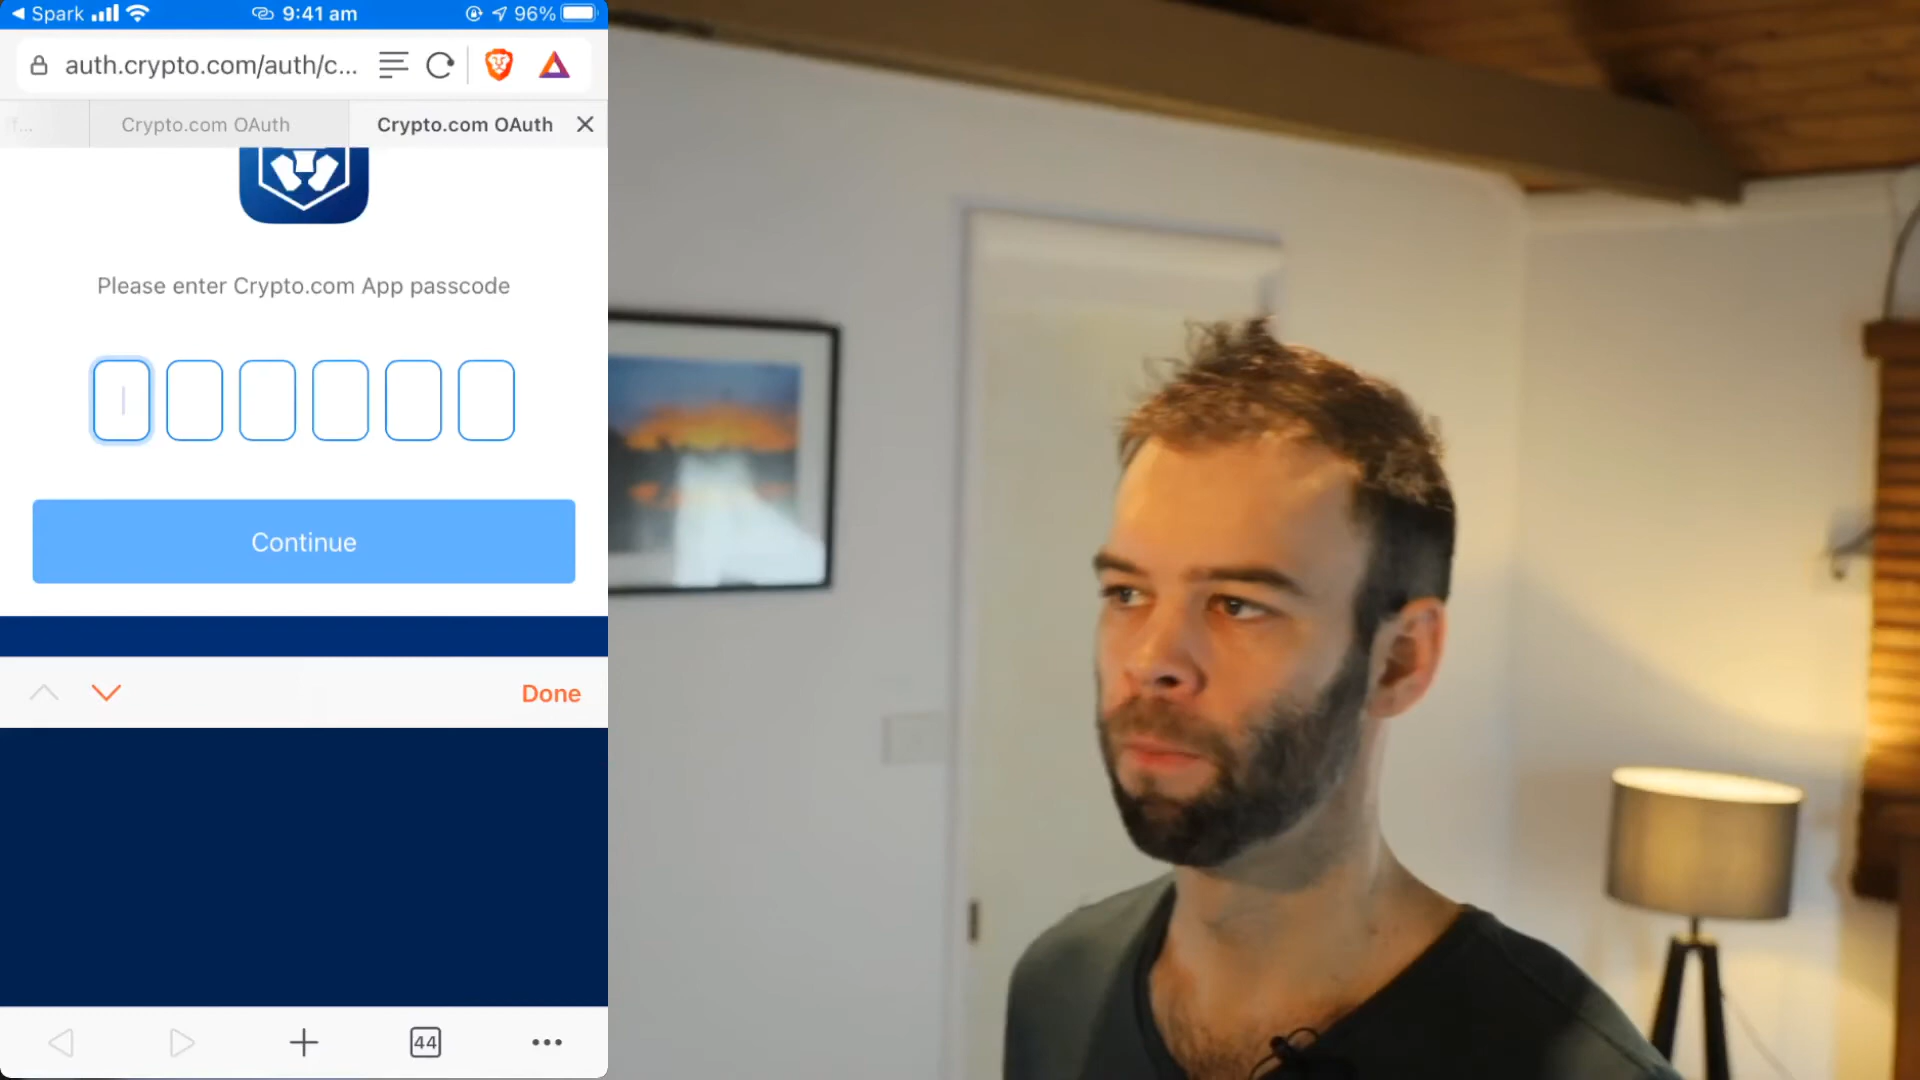 Spark 9:41 am 96%
auth.crypto.com/auth/c...
f... Crypto.com OAuth Crypto.com OAuth
Please enter Crypto.com App passcode
Continue
Done
44